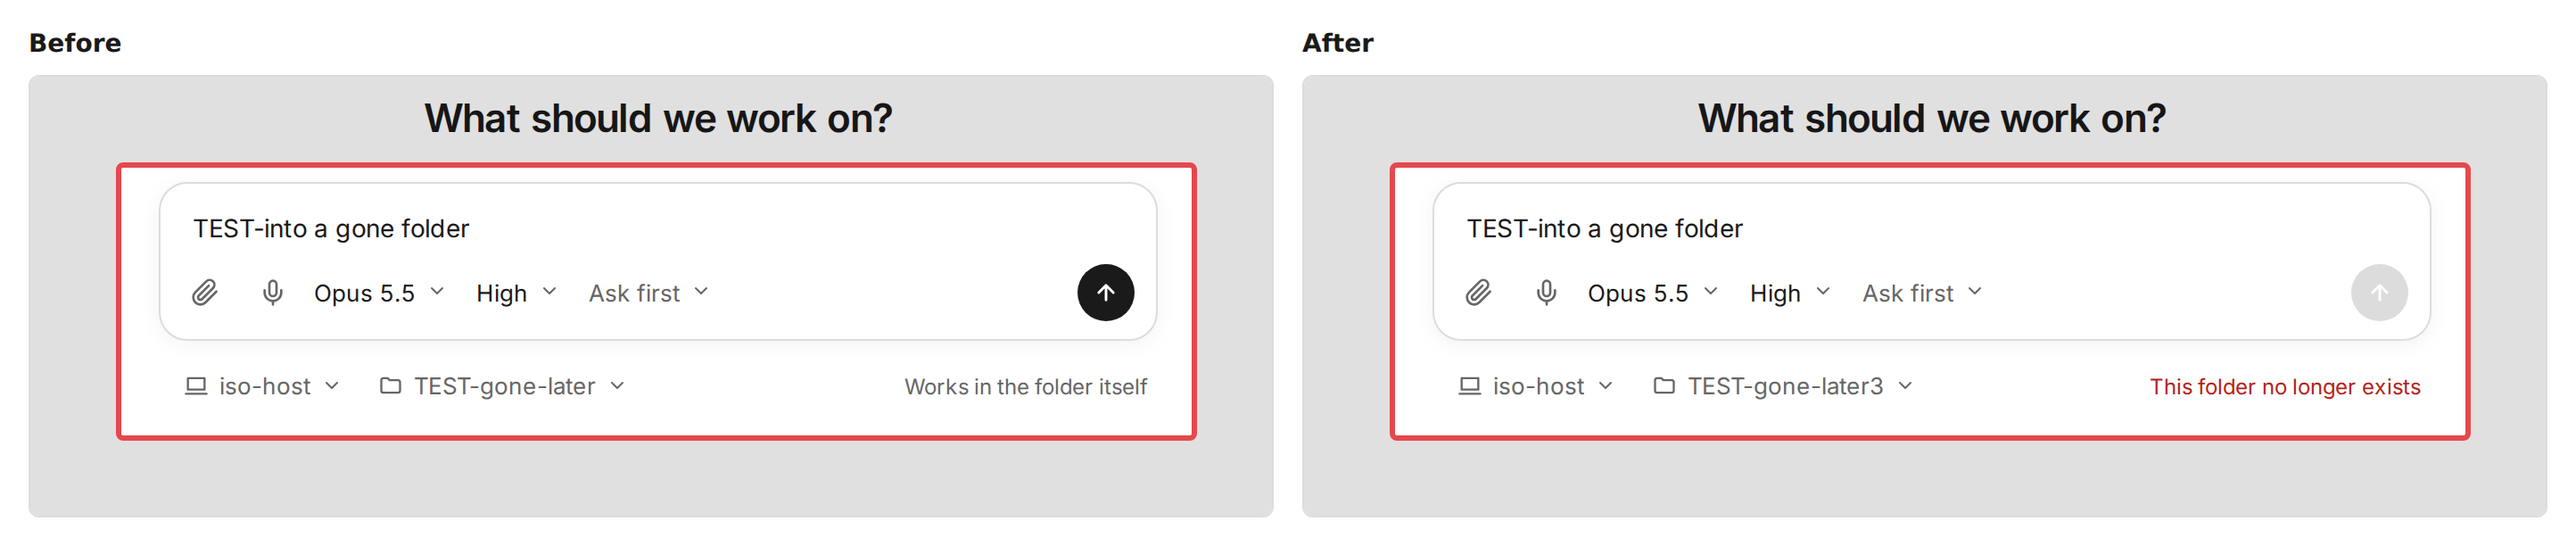 Before
What should we work on?
TEST-into a gone folder
Opus 5.5 High Ask first
iso-host TEST-gone-later Works in the folder itself
After
What should we work on?
TEST-into a gone folder
Opus 5.5 High Ask first
iso-host TEST-gone-later3 This folder no longer exists